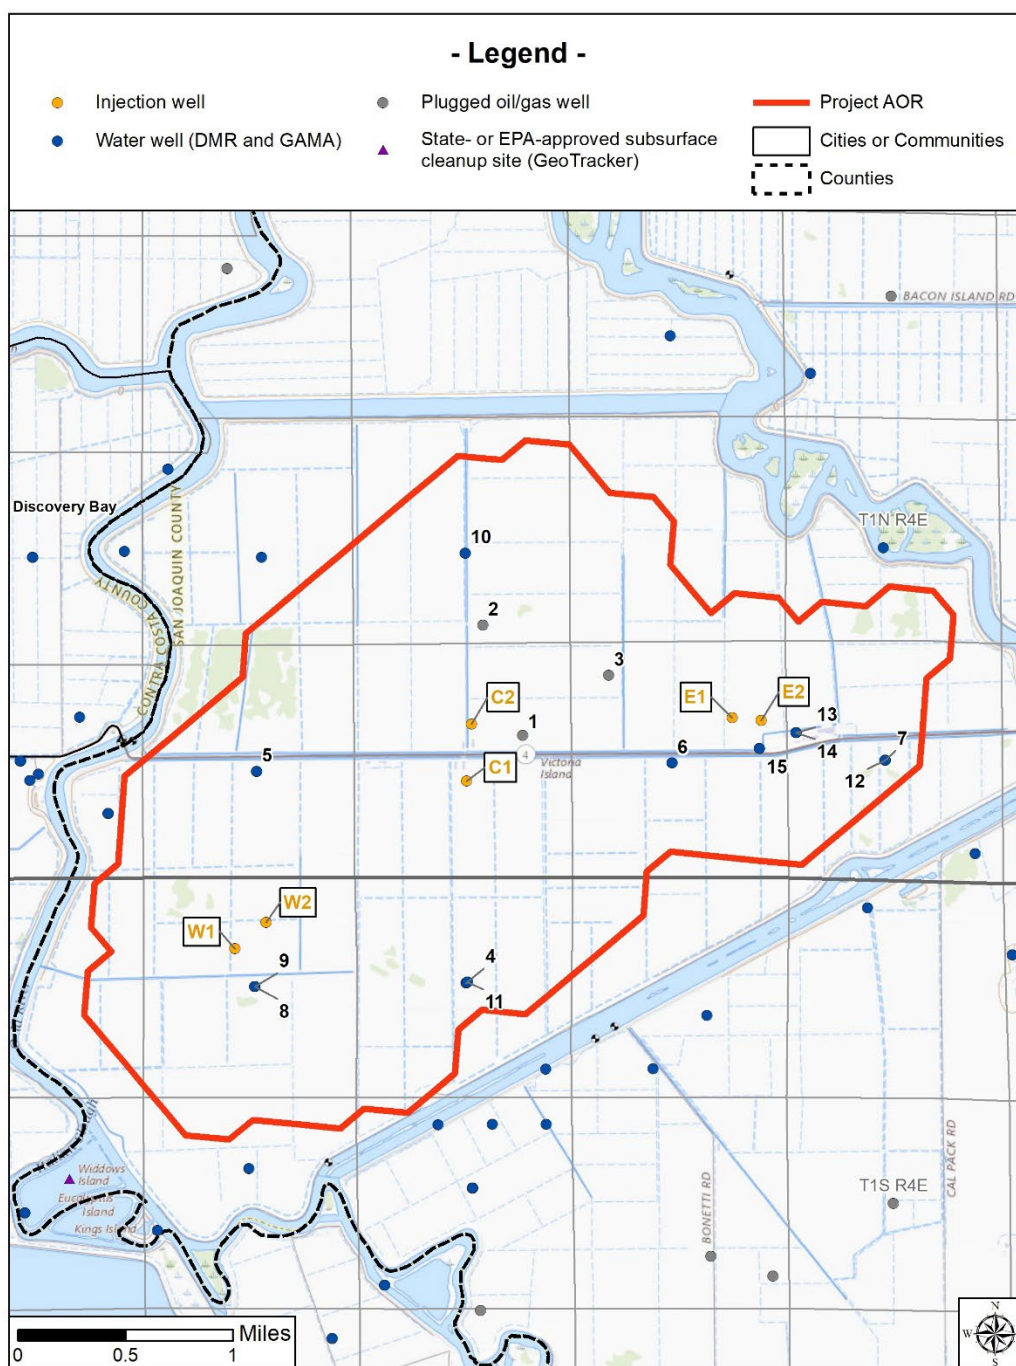 - Legend -
Injection well
Plugged oil/gas well
Project AOR
Water well (DMR and GAMA)
State- or EPA-approved subsurface
cleanup site (GeoTracker)
Cities or Communities
Counties
BACON ISLAND RD
Discovery Bay
SAN JOAQUIN COUNTY
CONTRA COSTA COUNTY
T1N R4E
10
2
3
C2
1
E1
E2
13
14
4
Victoria
Island
5
6
15
7
12
C1
W2
W1
9
8
4
11
Widdows
Island
Eucalyptus
Island
Kings Island
BONETTI RD
CAL PACK RD
T1S R4E
Miles
0
0.5
1
N
W
E
S